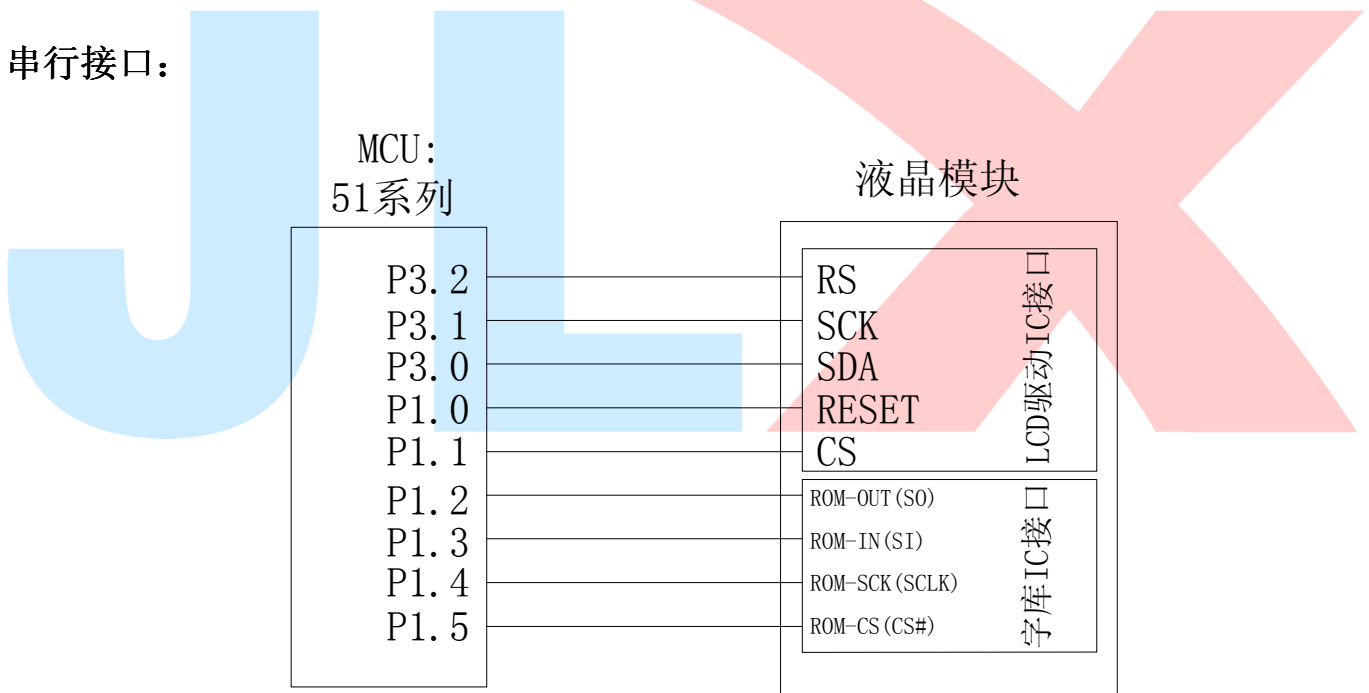 JLX
串行接口：
MCU:
51系列
液晶模块
P3.2
RS
P3.1
SCK
P3.0
SDA
P1.0
RESET
P1.1
CS
LCD驱动IC接口
P1.2
ROM-OUT(SO)
P1.3
ROM-IN(SI)
P1.4
ROM-SCK(SCLK)
P1.5
ROM-CS(CS#)
字库IC接口